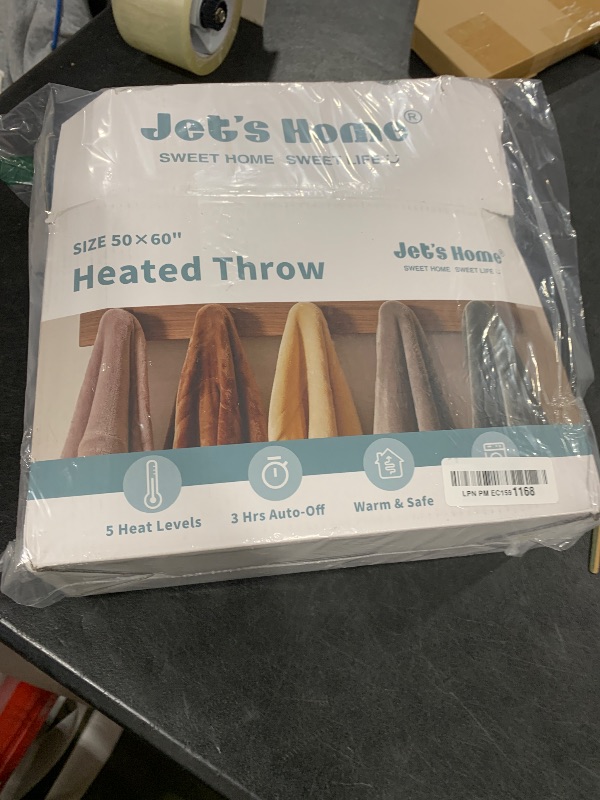 Jet's Home®
SWEET HOME SWEET LIFE
SIZE 50×60"
Heated Throw
Jet's Home®
SWEET HOME SWEET LIFE
5 Heat Levels
3 Hrs Auto-Off
Warm & Safe
LPN PM EC159 1168